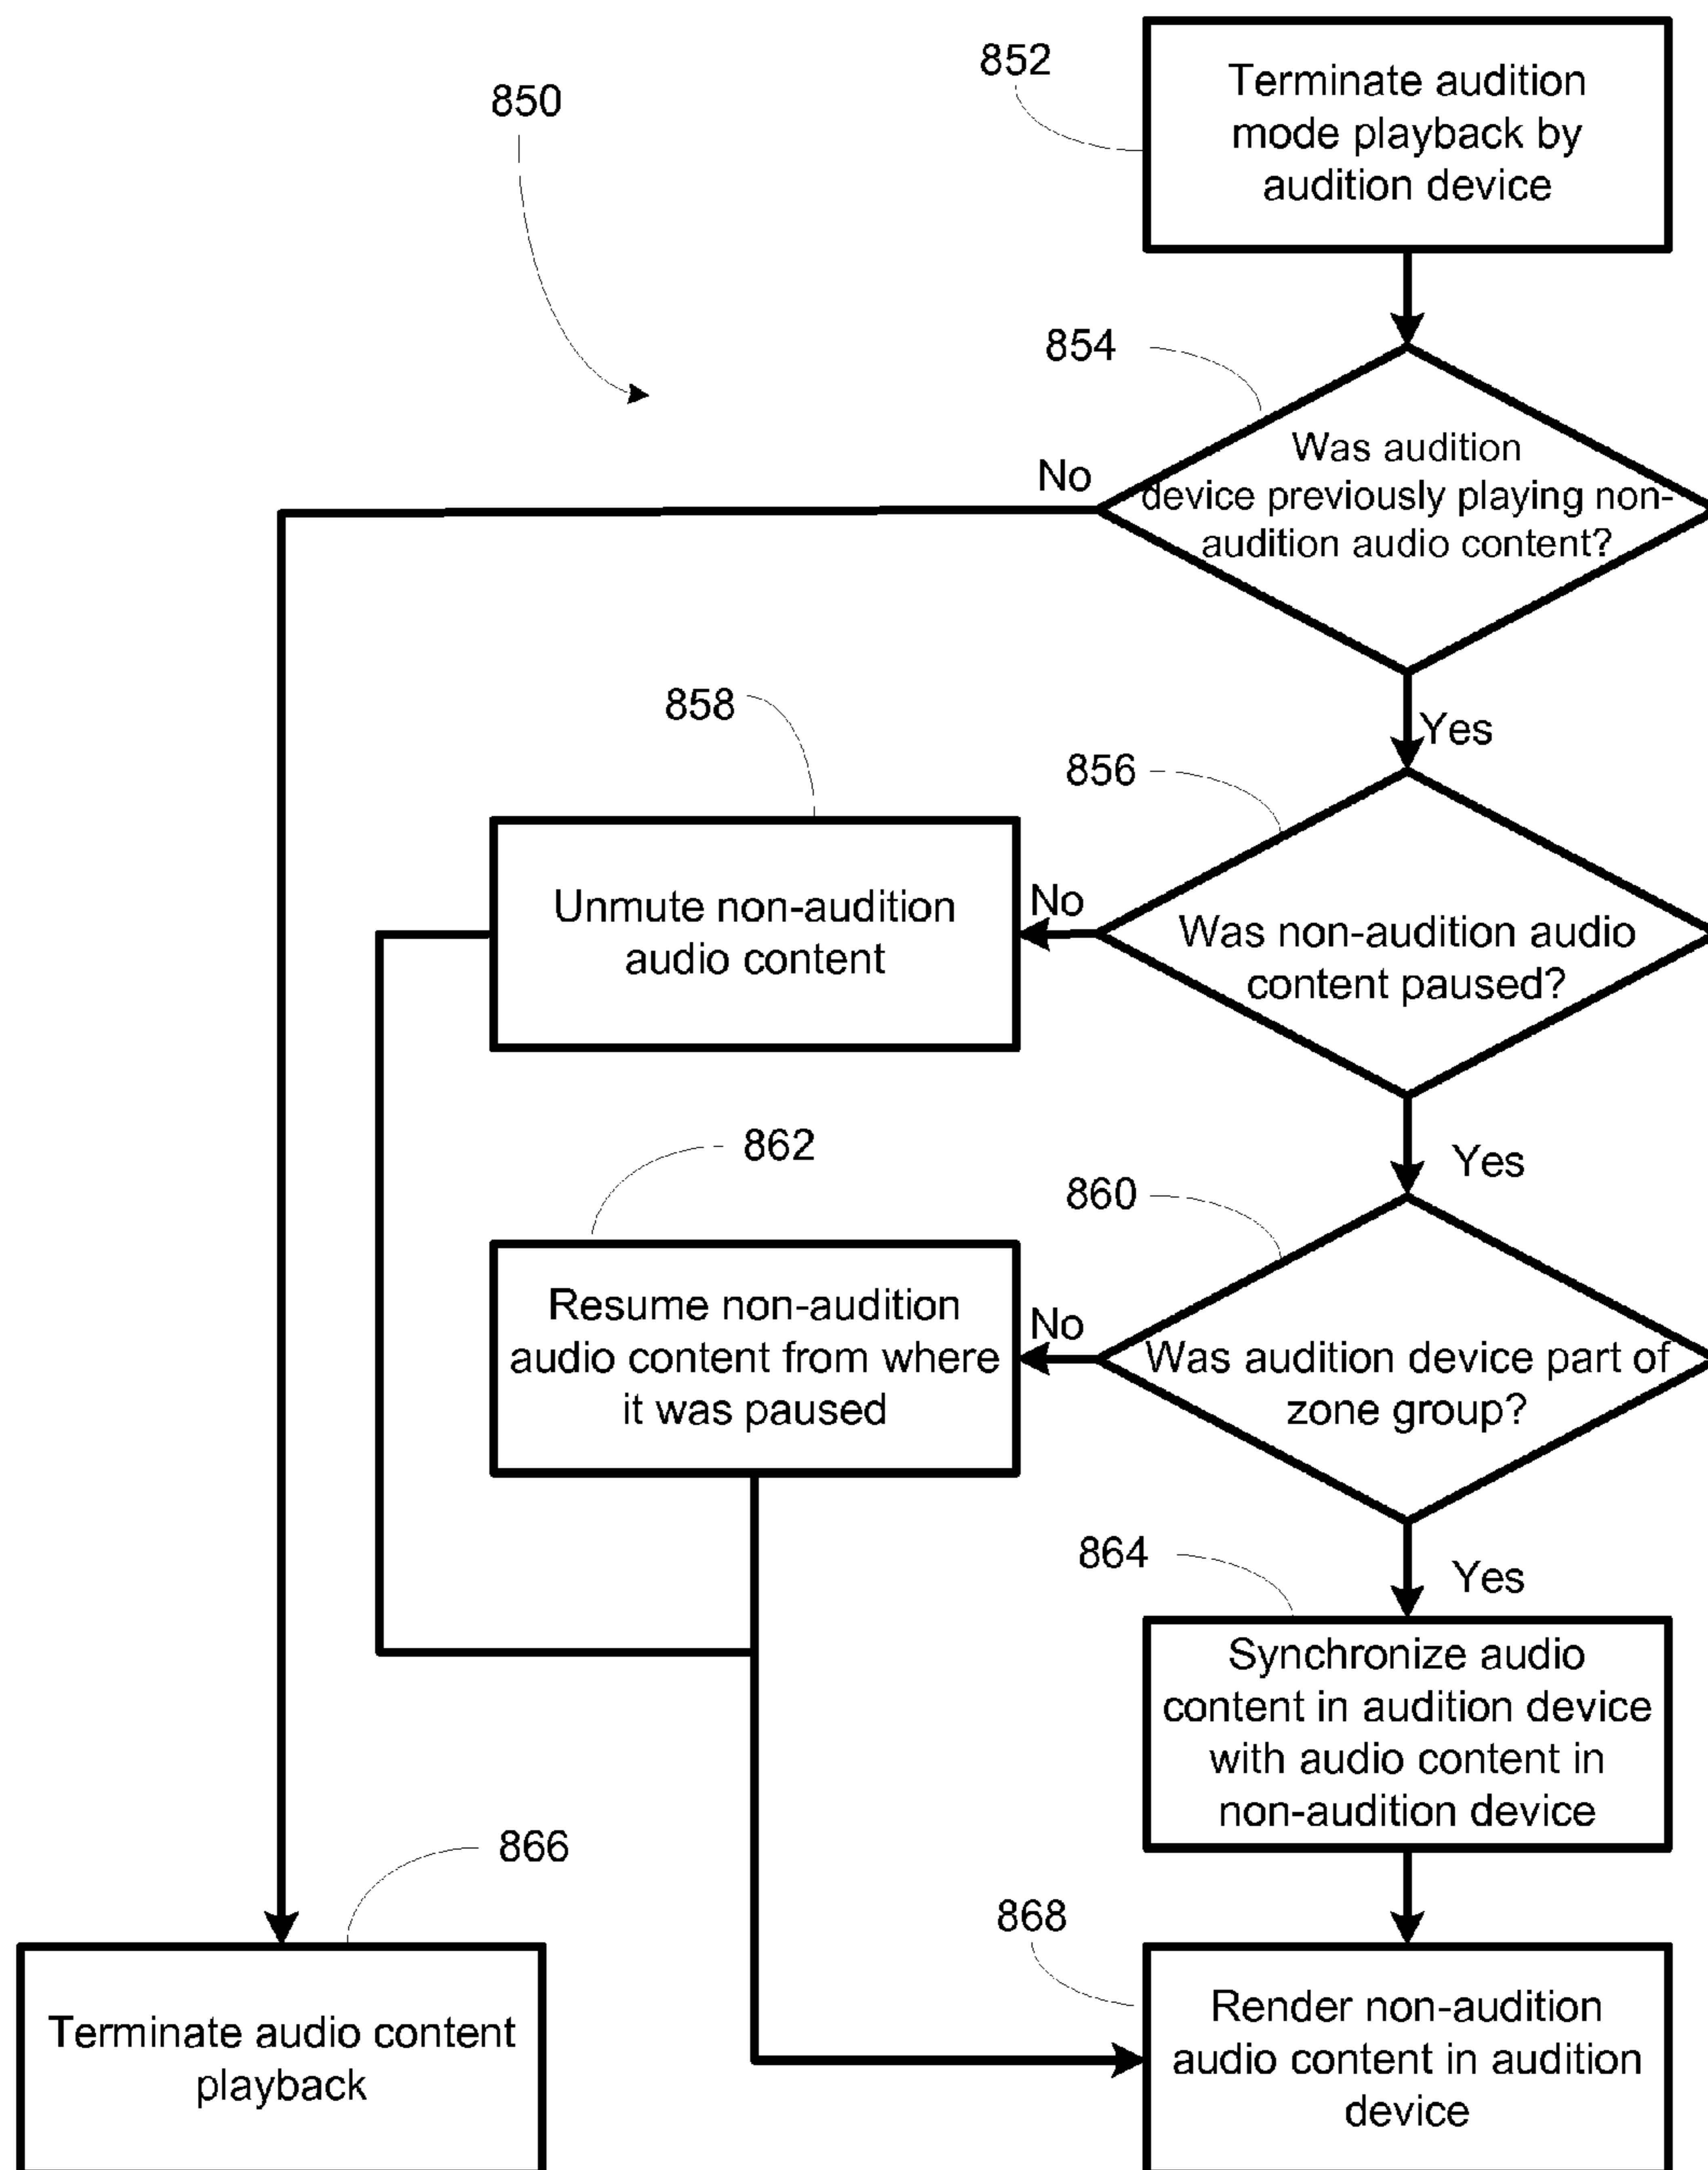 852
Terminate audition
mode playback by
audition device
850
854
Was audition
device previously playing non-
audition audio content?
No
Yes
858
856
Unmute non-audition
audio content
No
Was non-audition audio
content paused?
Yes
862
860
Resume non-audition
audio content from where
it was paused
No
Was audition device part of
zone group?
Yes
864
Synchronize audio
content in audition device
with audio content in
non-audition device
866
868
Terminate audio content
playback
Render non-audition
audio content in audition
device